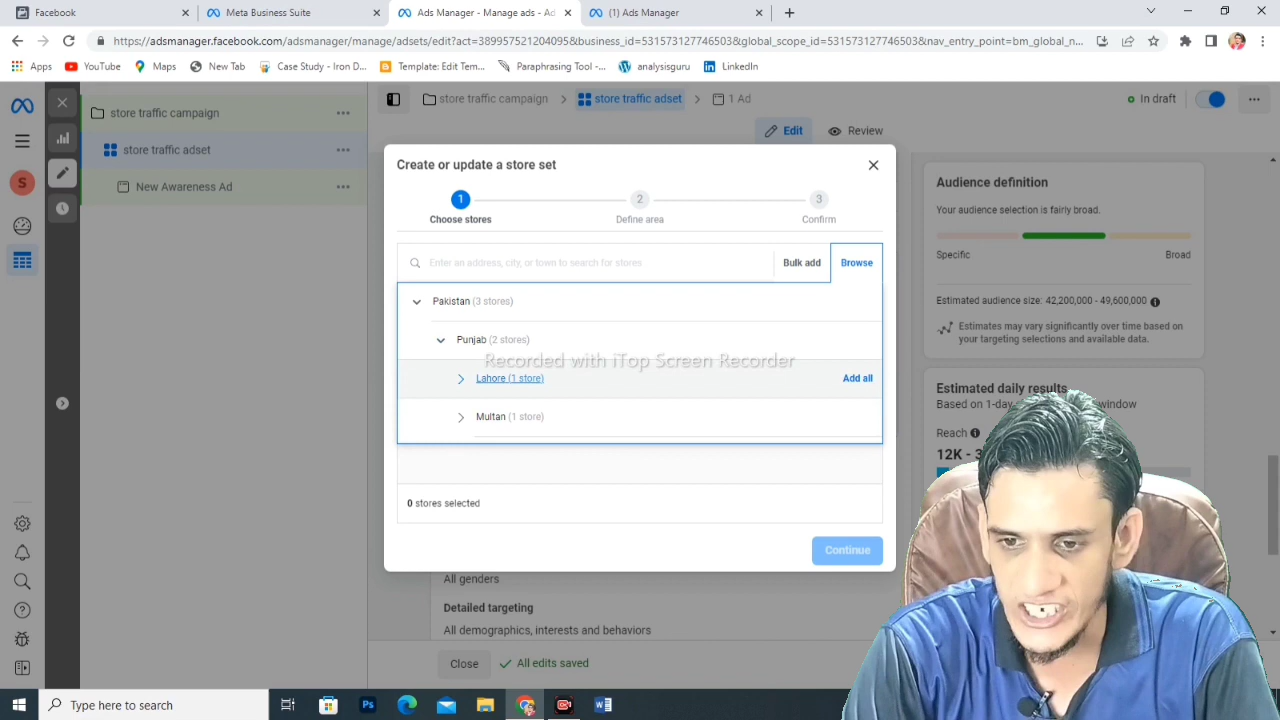 Facebook
Meta Business Suite
Ads Manager - Manage ads - Ad
(1) Ads Manager
https://adsmanager.facebook.com/adsmanager/manage/adsets/edit?act=389957521204095&business_id=531573127746503&global_scope_id=531573127746503&nav_entry_point=bm_global_n...
Apps
YouTube
Maps
New Tab
Case Study - Iron D...
Template: Edit Tem...
Paraphrasing Tool -...
analysisguru
LinkedIn
store traffic campaign
store traffic adset
New Awareness Ad
S
store traffic campaign
store traffic adset
1 Ad
In draft
Edit
Review
Create or update a store set
1
2
3
Choose stores
Define area
Confirm
Enter an address, city, or town to search for stores
Bulk add
Browse
Pakistan (3 stores)
Punjab (2 stores)
Recorded with iTop Screen Recorder
Lahore (1 store)
Add all
Multan (1 store)
0 stores selected
Continue
Audience definition
Your audience selection is fairly broad.
Specific
Broad
Estimated audience size: 42,200,000 - 49,600,000
Estimates may vary significantly over time based on
your targeting selections and available data.
Estimated daily results
Based on 1-day
window
Reach
12K - 3
All genders
Detailed targeting
All demographics, interests and behaviors
Close
All edits saved
Type here to search